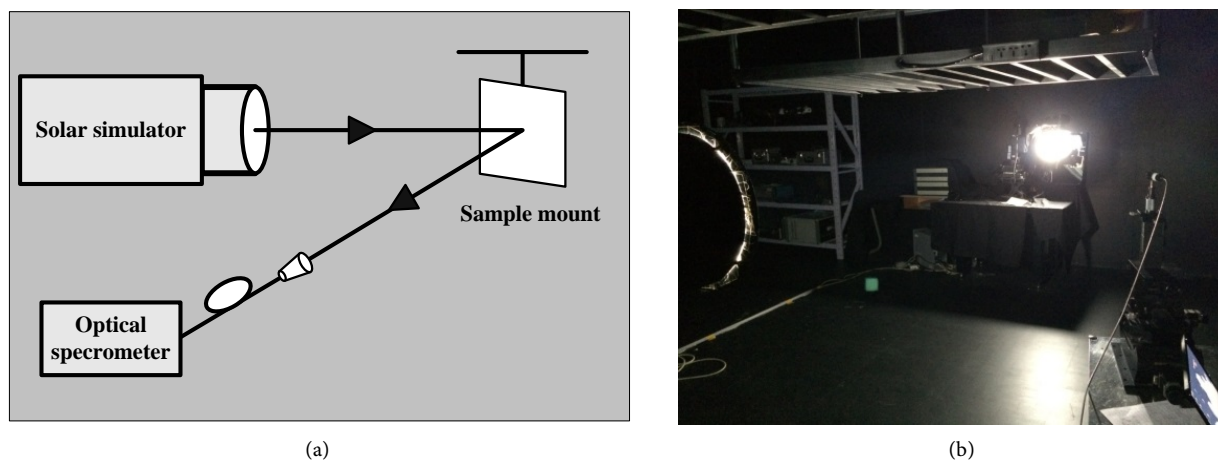 Solar simulator
Sample mount
Optical
specrometer
(a)
(b)